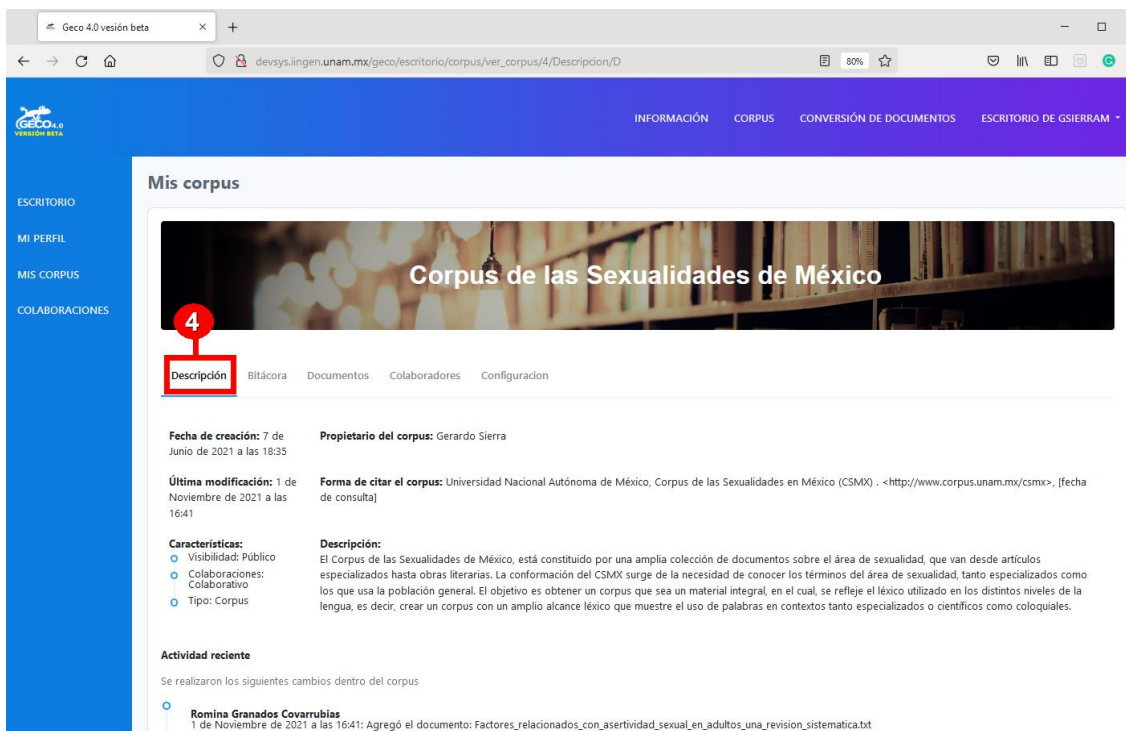 Geco 4.0 vesión beta
devsys.iingen.unam.mx/geco/escritorio/corpus/ver_corpus/4/Descripcion/D
80%
GECO4.0
VERSIÓN BETA
INFORMACIÓN
CORPUS
CONVERSIÓN DE DOCUMENTOS
ESCRITORIO DE GSIERRAM
ESCRITORIO
MI PERFIL
MIS CORPUS
COLABORACIONES
Mis corpus
Corpus de las Sexualidades de México
4
Descripción
Bitácora
Documentos
Colaboradores
Configuracion
Fecha de creación: 7 de
Junio de 2021 a las 18:35
Propietario del corpus: Gerardo Sierra
Última modificación: 1 de
Noviembre de 2021 a las
16:41
Forma de citar el corpus: Universidad Nacional Autónoma de México, Corpus de las Sexualidades en México (CSMX) . <http://www.corpus.unam.mx/csmx>, [fecha
de consulta]
Características:
Visibilidad: Público
Colaboraciones:
Colaborativo
Tipo: Corpus
Descripción:
El Corpus de las Sexualidades de México, está constituido por una amplia colección de documentos sobre el área de sexualidad, que van desde artículos
especializados hasta obras literarias. La conformación del CSMX surge de la necesidad de conocer los términos del área de sexualidad, tanto especializados como
los que usa la población general. El objetivo es obtener un corpus que sea un material integral, en el cual, se refleje el léxico utilizado en los distintos niveles de la
lengua, es decir, crear un corpus con un amplio alcance léxico que muestre el uso de palabras en contextos tanto especializados o científicos como coloquiales.
Actividad reciente
Se realizaron los siguientes cambios dentro del corpus
Romina Granados Covarrubias
1 de Noviembre de 2021 a las 16:41: Agregó el documento: Factores_relacionados_con_asertividad_sexual_en_adultos_una_revision_sistematica.txt